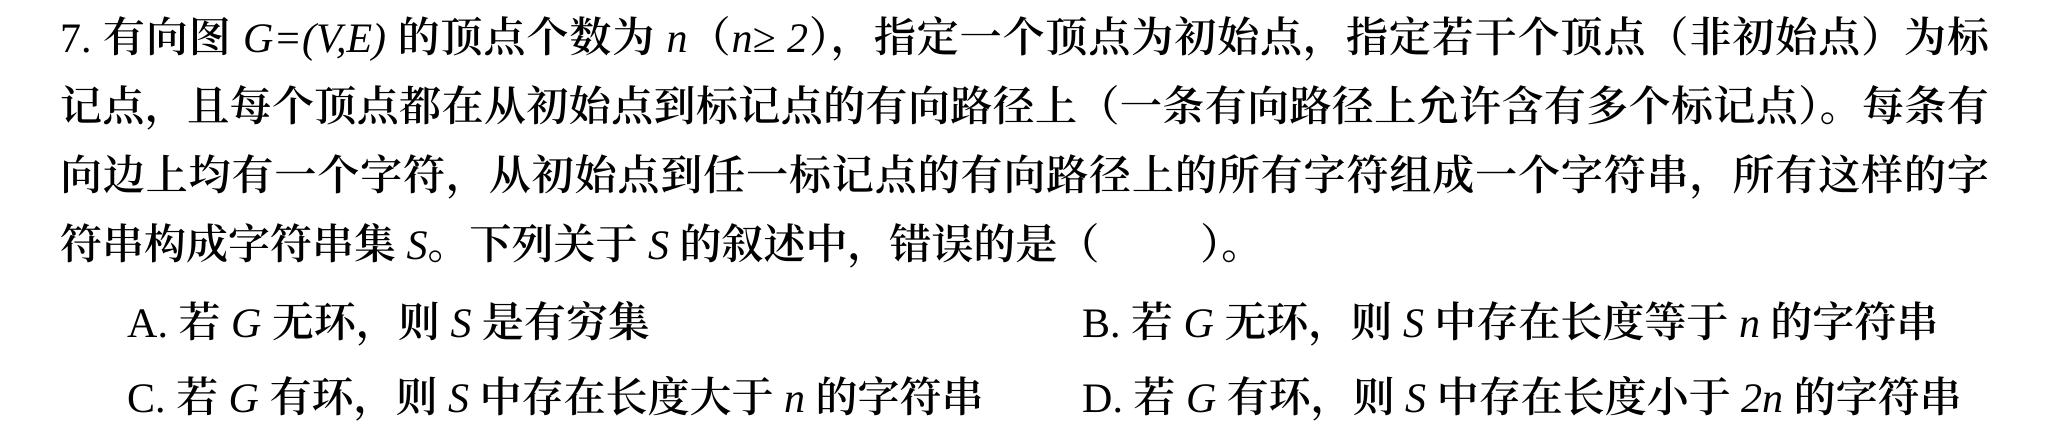 7. 有向图 G=(V,E) 的顶点个数为 n（n≥ 2），指定一个顶点为初始点，指定若干个顶点（非初始点）为标
记点，且每个顶点都在从初始点到标记点的有向路径上（一条有向路径上允许含有多个标记点）。每条有
向边上均有一个字符，从初始点到任一标记点的有向路径上的所有字符组成一个字符串，所有这样的字
符串构成字符串集 S。下列关于 S 的叙述中，错误的是（　　）。
A. 若 G 无环，则 S 是有穷集 B. 若 G 无环，则 S 中存在长度等于 n 的字符串
C. 若 G 有环，则 S 中存在长度大于 n 的字符串 D. 若 G 有环，则 S 中存在长度小于 2n 的字符串